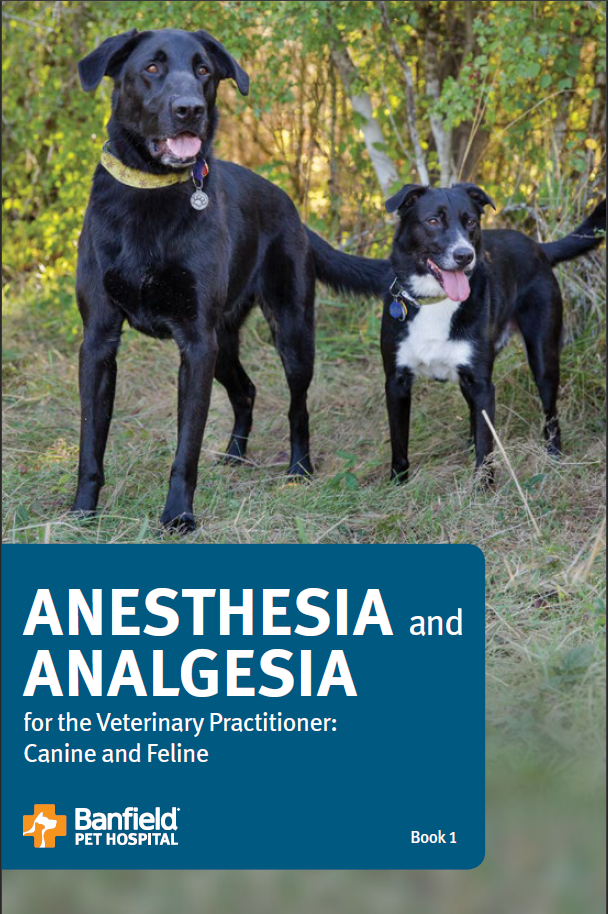 ANESTHESIA and
ANALGESIA
for the Veterinary Practitioner:
Canine and Feline
Banfield
PET HOSPITAL
Book 1